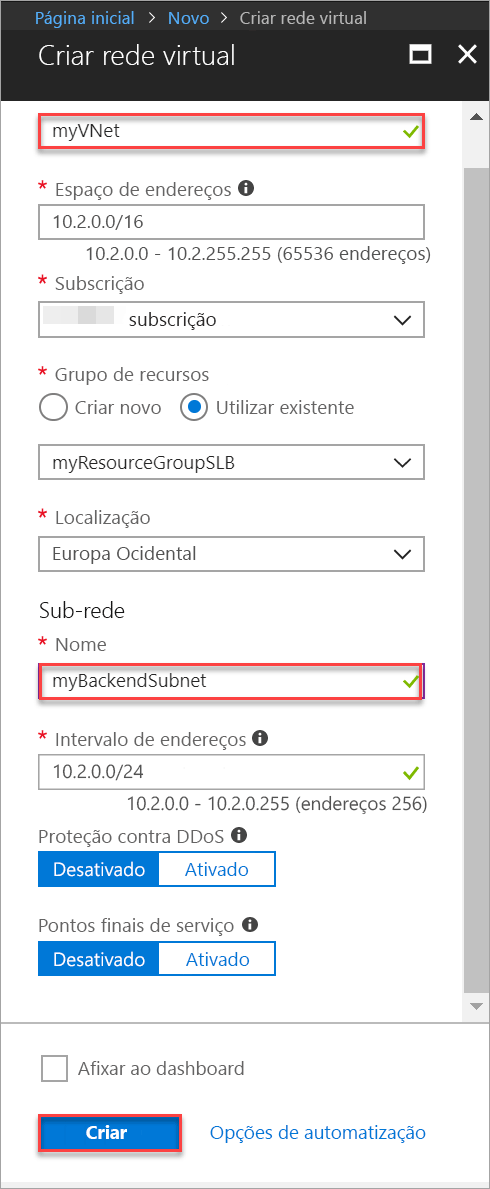 Página inicial > Novo > Criar rede virtual
Criar rede virtual
myVNet
* Espaço de endereços
10.2.0.0/16
10.2.0.0 - 10.2.255.255 (65536 endereços)
* Subscrição
subscrição
* Grupo de recursos
Criar novo Utilizar existente
myResourceGroupSLB
* Localização
Europa Ocidental
Sub-rede
* Nome
myBackendSubnet
* Intervalo de endereços
10.2.0.0/24
10.2.0.0 - 10.2.0.255 (endereços 256)
Proteção contra DDoS
Desativado Ativado
Pontos finais de serviço
Desativado Ativado
Afixar ao dashboard
Criar Opções de automatização